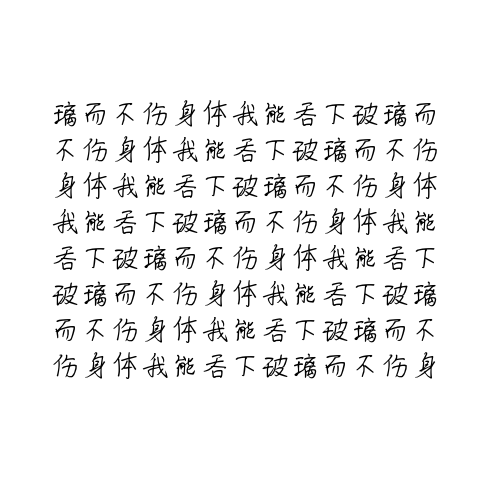 璃而不伤身体我能吞下玻璃而
不伤身体我能吞下玻璃而不伤
身体我能吞下玻璃而不伤身体
我能吞下玻璃而不伤身体我能
吞下玻璃而不伤身体我能吞下
玻璃而不伤身体我能吞下玻璃
而不伤身体我能吞下玻璃而不
伤身体我能吞下玻璃而不伤身